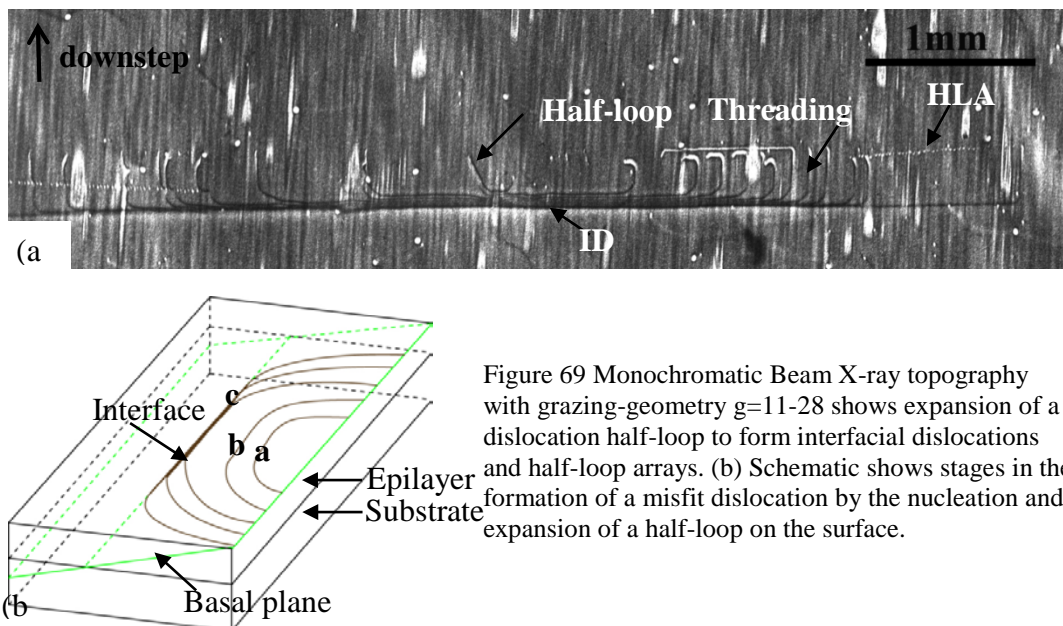 downstep
1mm
Half-loop
Threading
HLA
ID
(a
c
Interface
b
a
Epilayer
Substrate
Basal plane
(b
Figure 69 Monochromatic Beam X-ray topography
with grazing-geometry g=11-28 shows expansion of a
dislocation half-loop to form interfacial dislocations
and half-loop arrays. (b) Schematic shows stages in the
formation of a misfit dislocation by the nucleation and
expansion of a half-loop on the surface.